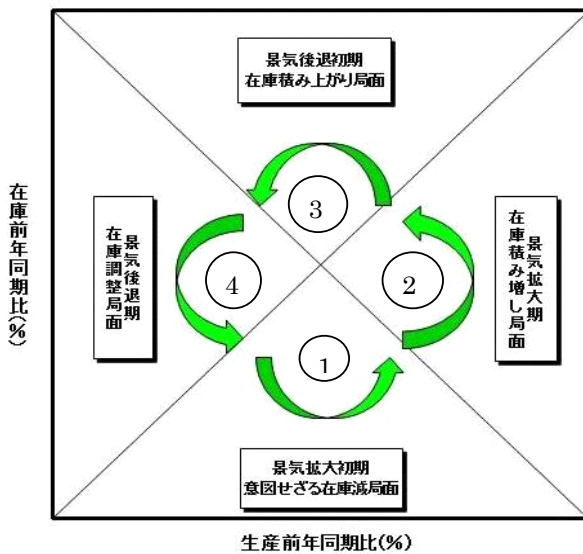 景気後退初期
在庫積み上がり局面
3
在庫前年同期比(%)
景気後退期
在庫調整局面
4
2
景気拡大期
在庫積み増し局面
1
景気拡大初期
意図せざる在庫減局面
生産前年同期比(%)